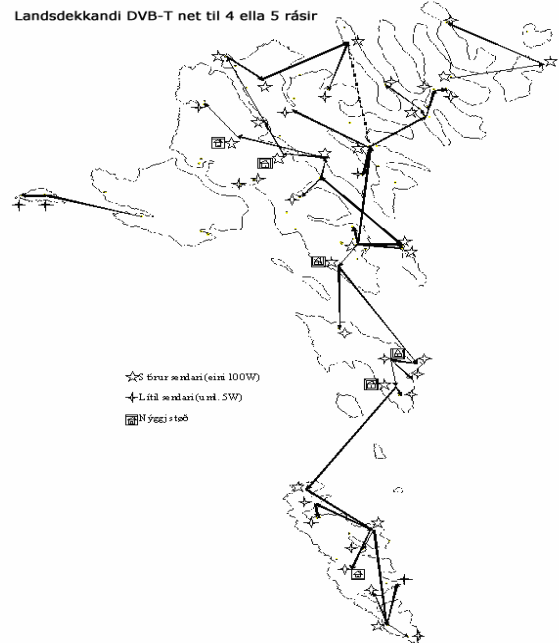 Landsdekkandi DVB-T net til 4 ella 5 rásir
Stórur sendari (eini 100W)
Lítil sendari (uml. 5W)
Nýggj støð